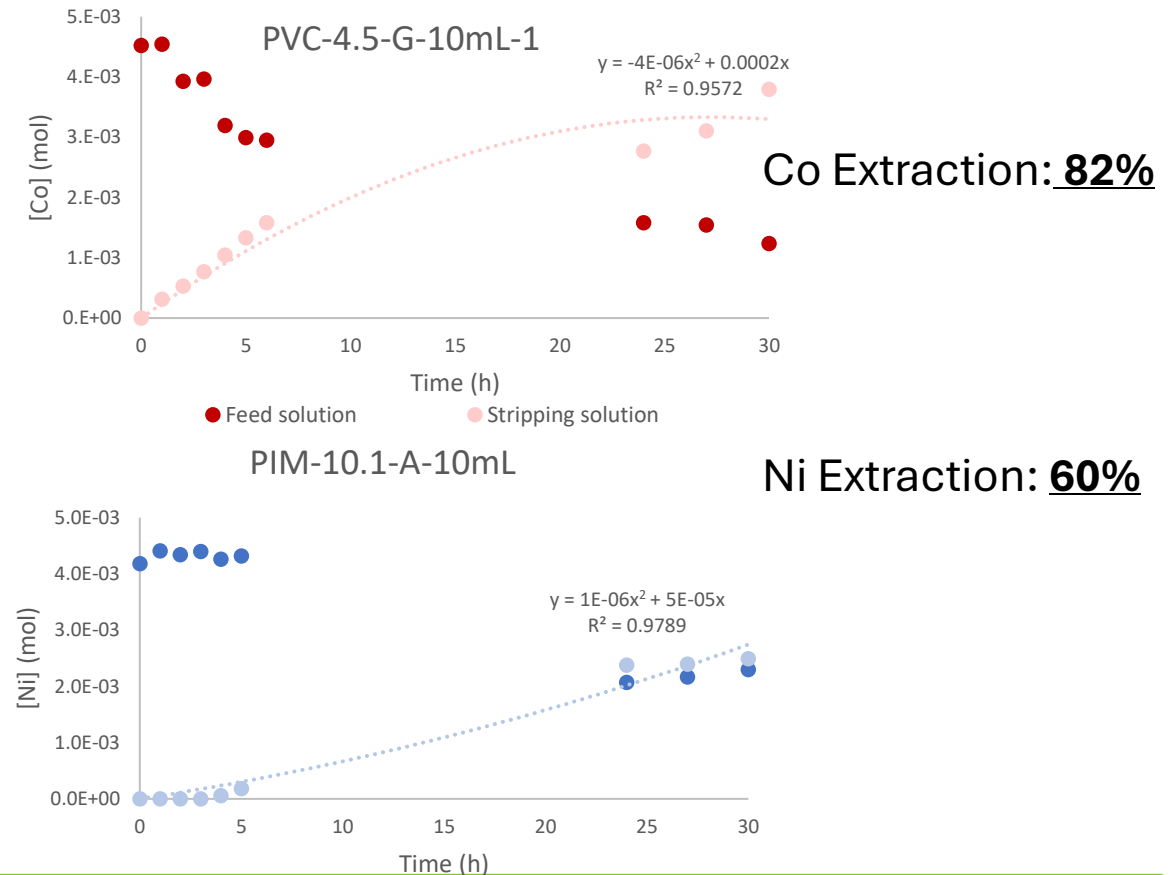 PVC-4.5-G-10mL-1
y = -4E-06x² + 0.0002x
R² = 0.9572
[Co] (mol)
5.E-03
4.E-03
3.E-03
2.E-03
1.E-03
0.E+00
0 5 10 15 20 25 30
Time (h)
Feed solution Stripping solution
Co Extraction: 82%
PIM-10.1-A-10mL
Ni Extraction: 60%
y = 1E-06x² + 5E-05x
R² = 0.9789
[Ni] (mol)
5.0E-03
4.0E-03
3.0E-03
2.0E-03
1.0E-03
0.0E+00
0 5 10 15 20 25 30
Time (h)